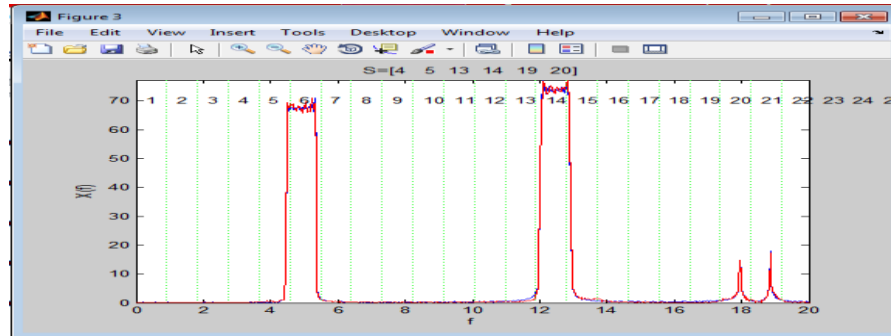 Figure 3
File Edit View Insert Tools Desktop Window Help
S=[4 5 13 14 19 20]
1 2 3 4 5 6 7 8 9 10 11 12 13 14 15 16 17 18 19 20 21 22 23 24
70
60
50
40
30
20
10
0
X(f)
0 2 4 6 8 10 12 14 16 18 20
f